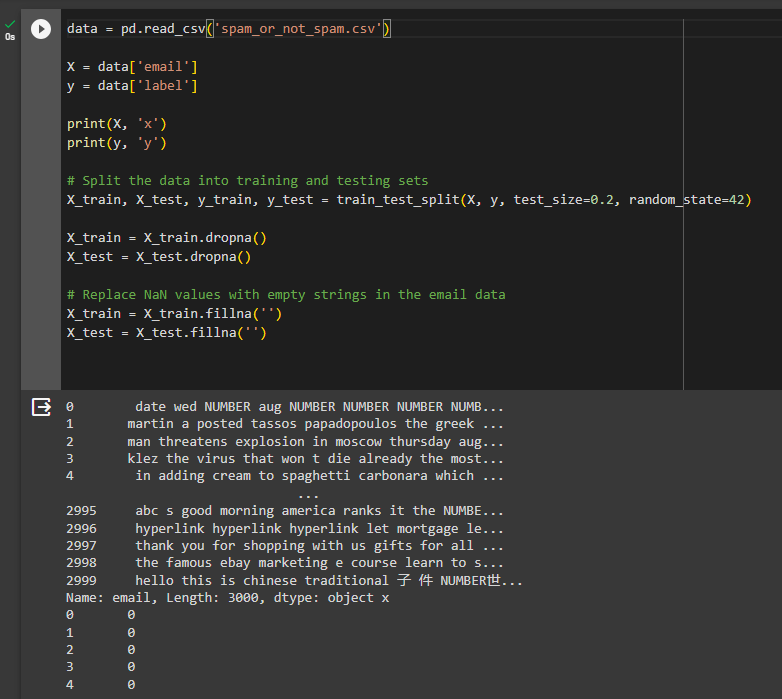 0s
data = pd.read_csv('spam_or_not_spam.csv')
X = data['email']
y = data['label']
print(X, 'x')
print(y, 'y')
# Split the data into training and testing sets
X_train, X_test, y_train, y_test = train_test_split(X, y, test_size=0.2, random_state=42)
X_train = X_train.dropna()
X_test = X_test.dropna()
# Replace NaN values with empty strings in the email data
X_train = X_train.fillna('')
X_test = X_test.fillna('')
0 date wed NUMBER aug NUMBER NUMBER NUMBER NUMB...
1 martin a posted tassos papadopoulos the greek ...
2 man threatens explosion in moscow thursday aug...
3 klez the virus that won t die already the most...
4 in adding cream to spaghetti carbonara which ...
...
2995 abc s good morning america ranks it the NUMBE...
2996 hyperlink hyperlink hyperlink let mortgage le...
2997 thank you for shopping with us gifts for all ...
2998 the famous ebay marketing e course learn to s...
2999 hello this is chinese traditional 子 件 NUMBER世...
Name: email, Length: 3000, dtype: object x
0 0
1 0
2 0
3 0
4 0